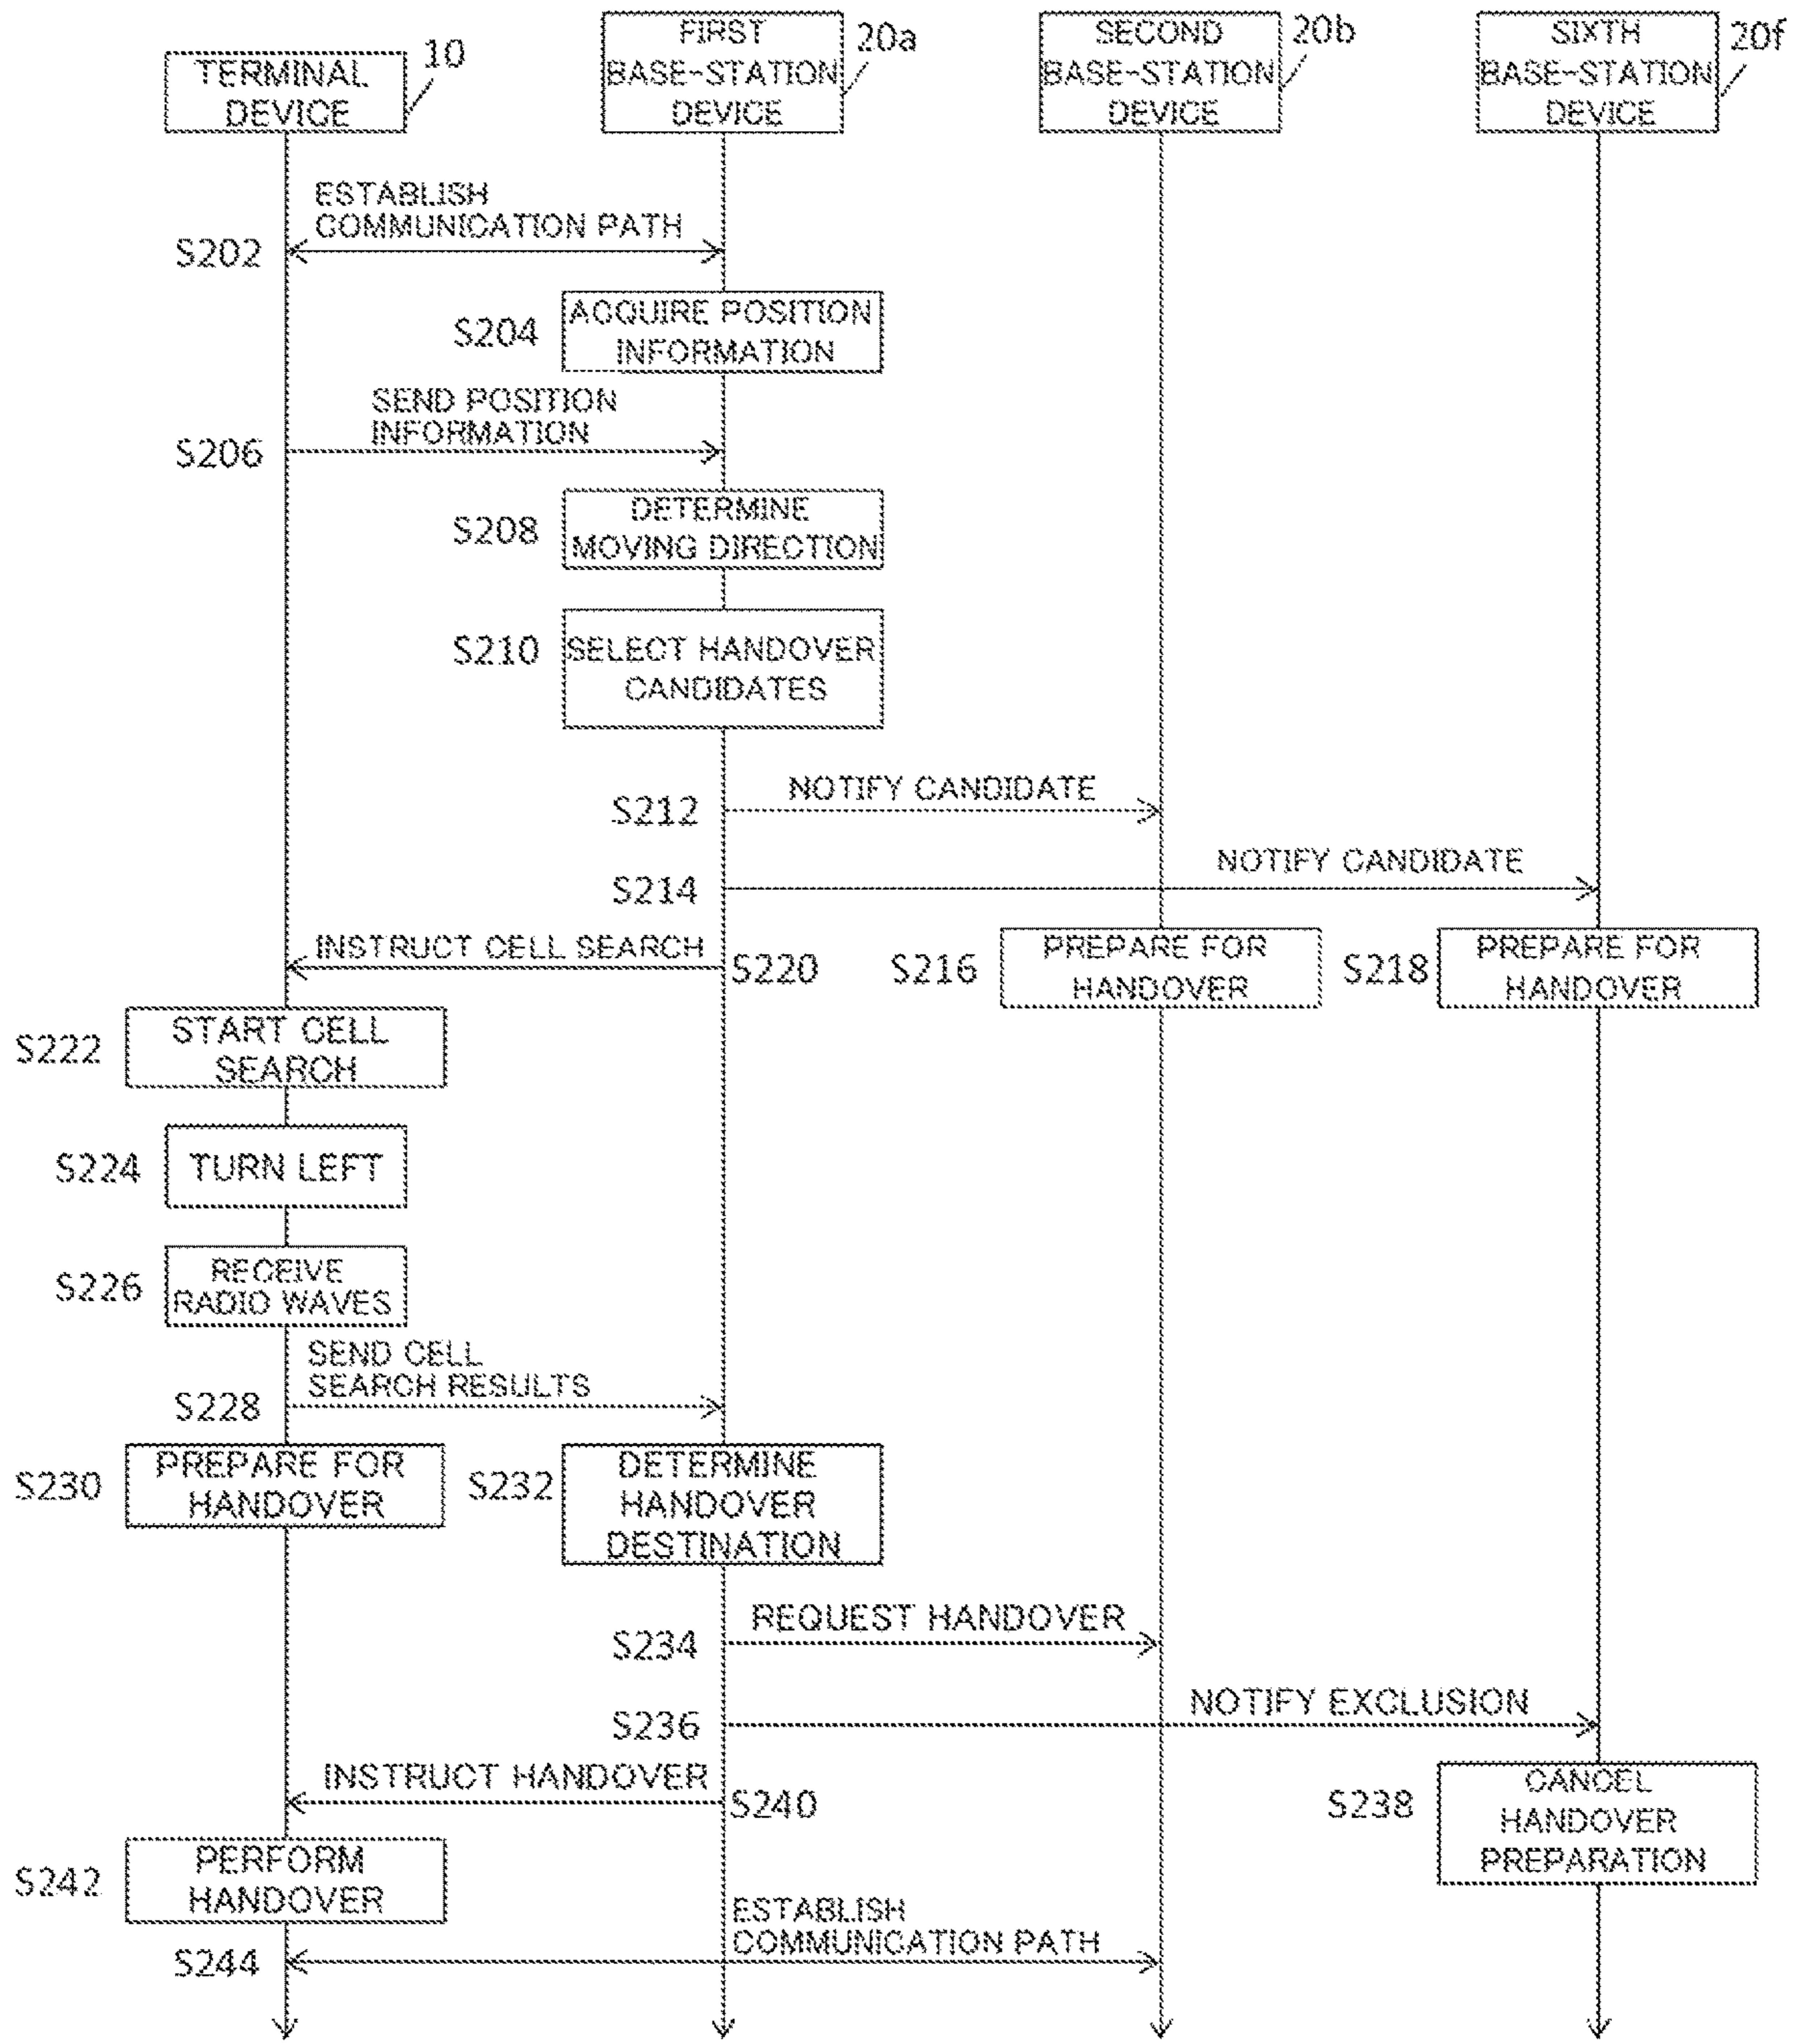 TERMINAL
DEVICE
10
FIRST
BASE-STATION
DEVICE
20a
SECOND
BASE-STATION
DEVICE
20b
SIXTH
BASE-STATION
DEVICE
20f
ESTABLISH
COMMUNICATION PATH
S202
S204
ACQUIRE POSITION
INFORMATION
SEND POSITION
INFORMATION
S206
S208
DETERMINE
MOVING DIRECTION
S210
SELECT HANDOVER
CANDIDATES
S212
NOTIFY CANDIDATE
S214
NOTIFY CANDIDATE
INSTRUCT CELL SEARCH
S220
S216
PREPARE FOR
HANDOVER
S218
PREPARE FOR
HANDOVER
S222
START CELL
SEARCH
S224
TURN LEFT
S226
RECEIVE
RADIO WAVES
SEND CELL
SEARCH RESULTS
S228
S230
PREPARE FOR
HANDOVER
S232
DETERMINE
HANDOVER
DESTINATION
REQUEST HANDOVER
S234
NOTIFY EXCLUSION
S236
INSTRUCT HANDOVER
S240
S238
CANCEL
HANDOVER
PREPARATION
S242
PERFORM
HANDOVER
ESTABLISH
COMMUNICATION PATH
S244